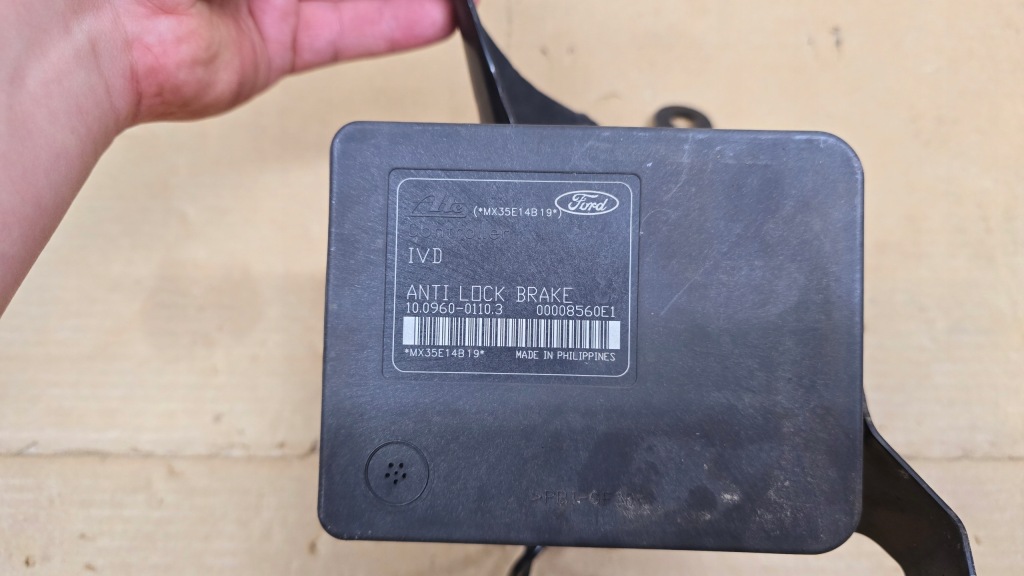 Ate (*MX35E14B19*) Ford
IVD
ANTI LOCK BRAKE
10.0960-0110.3 00008560E1
*MX35E14B19* MADE IN PHILIPPINES